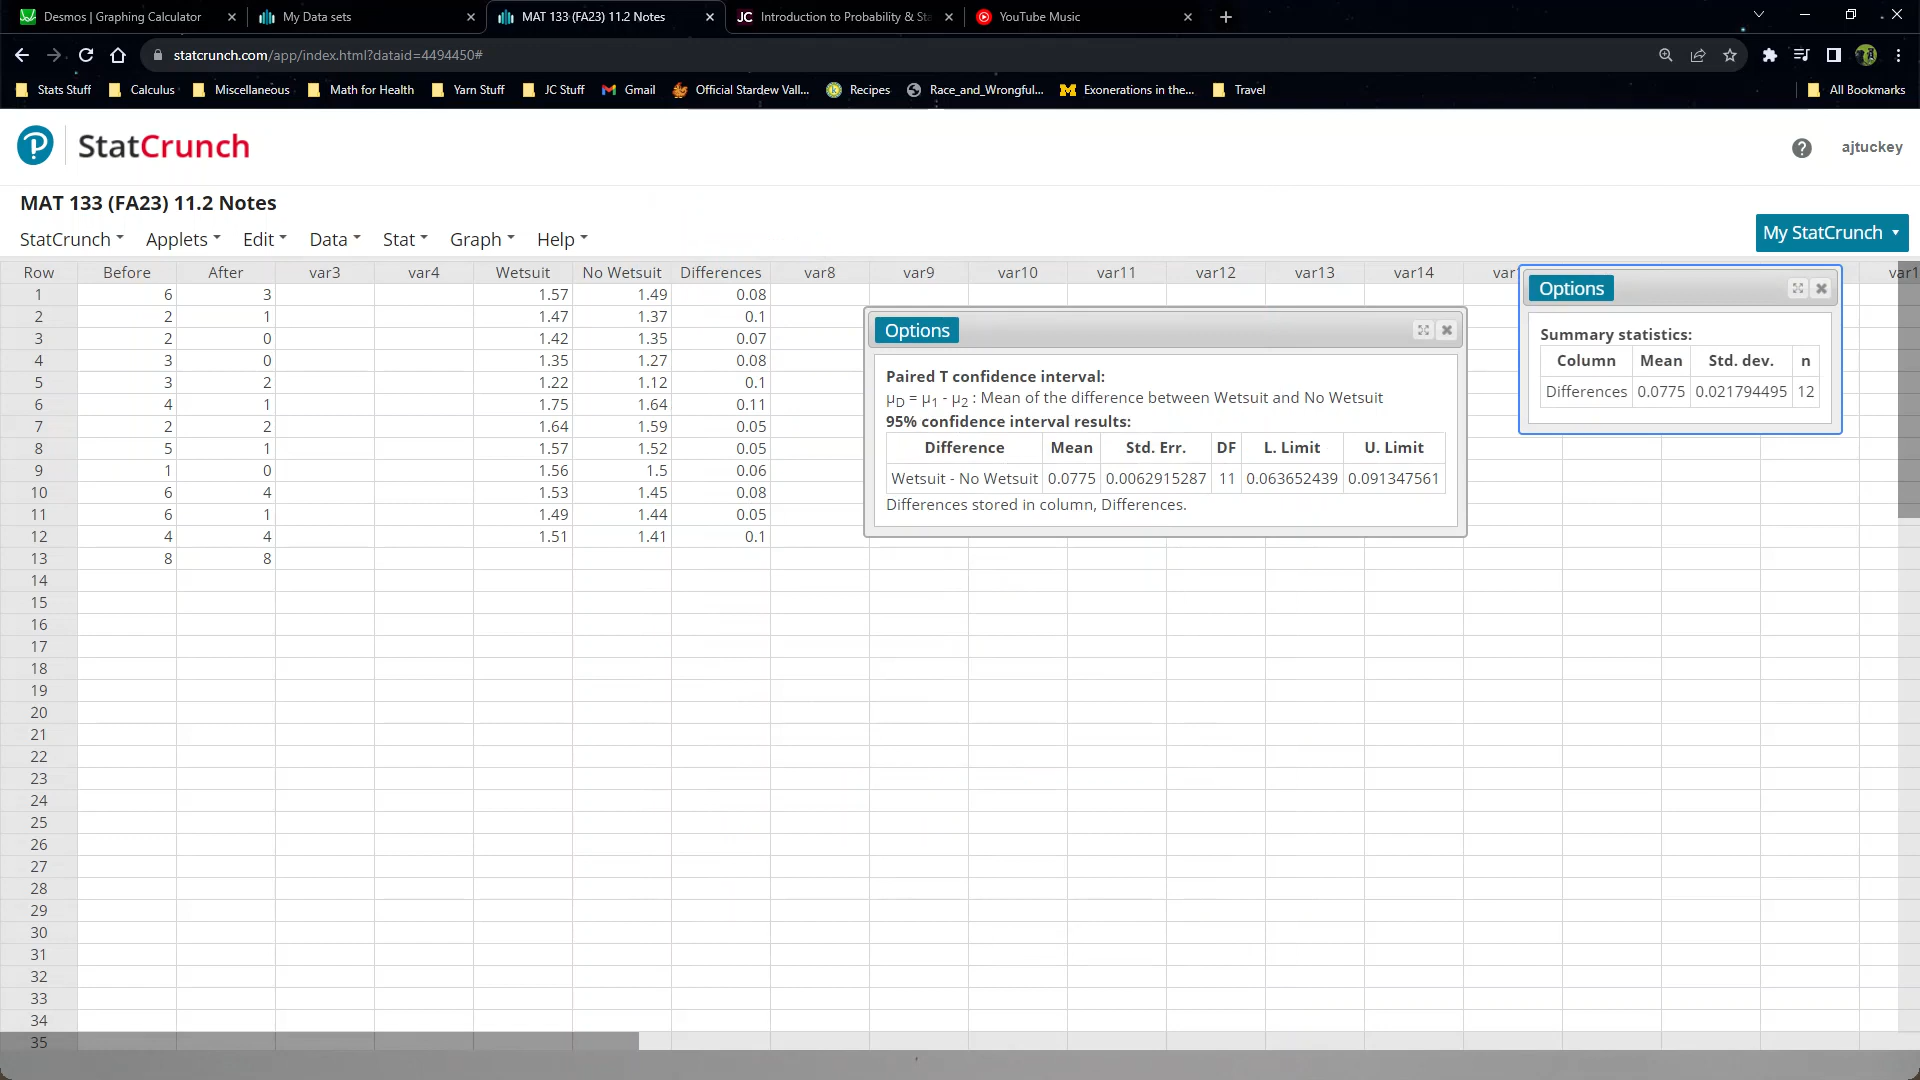 Desmos | Graphing Calculator
My Data sets
MAT 133 (FA23) 11.2 Notes
JC Introduction to Probability & Sta
YouTube Music
statcrunch.com/app/index.html?dataid=4494450#
Stats Stuff
Calculus
Miscellaneous
Math for Health
Yarn Stuff
JC Stuff
Gmail
Official Stardew Vall...
Recipes
Race_and_Wrongful...
Exonerations in the...
Travel
All Bookmarks
StatCrunch
ajtuckey
MAT 133 (FA23) 11.2 Notes
StatCrunch Applets Edit Data Stat Graph Help
My StatCrunch
Row Before After var3 var4 Wetsuit No Wetsuit Differences var8 var9 var10 var11 var12 var13 var14 var var1
1 6 3 1.57 1.49 0.08
2 2 1 1.47 1.37 0.1
3 2 0 1.42 1.35 0.07
4 3 0 1.35 1.27 0.08
5 3 2 1.22 1.12 0.1
6 4 1 1.75 1.64 0.11
7 2 2 1.64 1.59 0.05
8 5 1 1.57 1.52 0.05
9 1 0 1.56 1.5 0.06
10 6 4 1.53 1.45 0.08
11 6 1 1.49 1.44 0.05
12 4 4 1.51 1.41 0.1
13 8 8
14
15
16
17
18
19
20
21
22
23
24
25
26
27
28
29
30
31
32
33
34
35
Options
Paired T confidence interval:
μD = μ1 - μ2 : Mean of the difference between Wetsuit and No Wetsuit
95% confidence interval results:
Difference Mean Std. Err. DF L. Limit U. Limit
Wetsuit - No Wetsuit 0.0775 0.0062915287 11 0.063652439 0.091347561
Differences stored in column, Differences.
Options
Summary statistics:
Column Mean Std. dev. n
Differences 0.0775 0.021794495 12